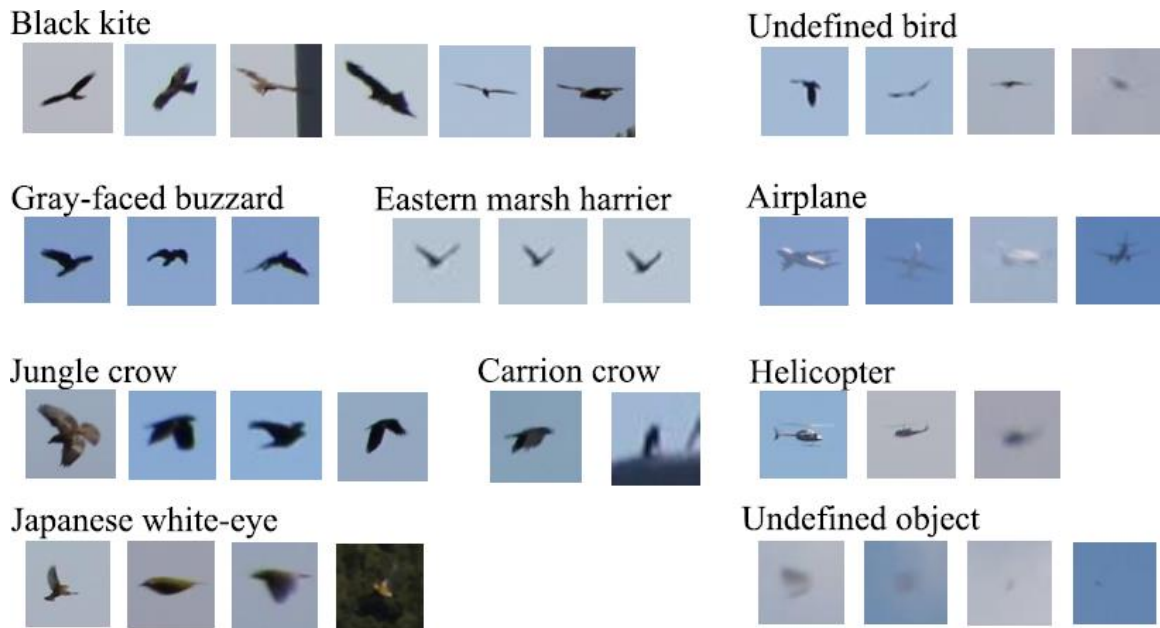 Black kite
Undefined bird
Gray-faced buzzard
Eastern marsh harrier
Airplane
Jungle crow
Carrion crow
Helicopter
Japanese white-eye
Undefined object